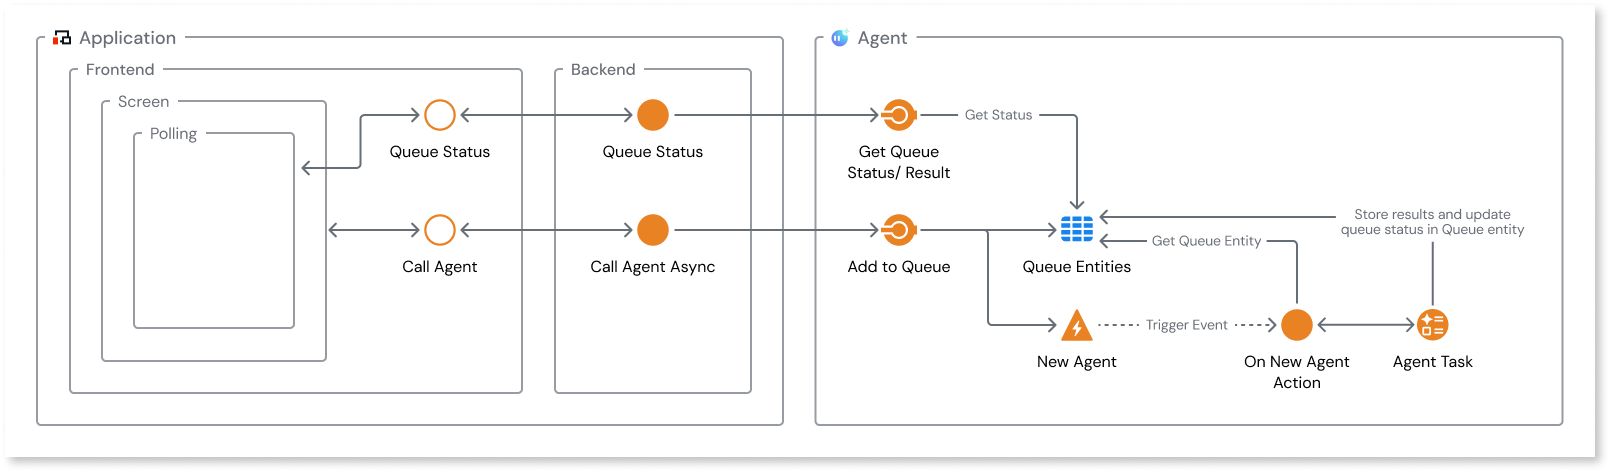 Application
Agent
Frontend
Backend
Screen
Polling
Queue Status
Queue Status
Get Queue
Status/ Result
Get Status
Call Agent
Call Agent Async
Add to Queue
Queue Entities
Store results and update
queue status in Queue entity
Get Queue Entity
New Agent
Trigger Event
On New Agent
Action
Agent Task